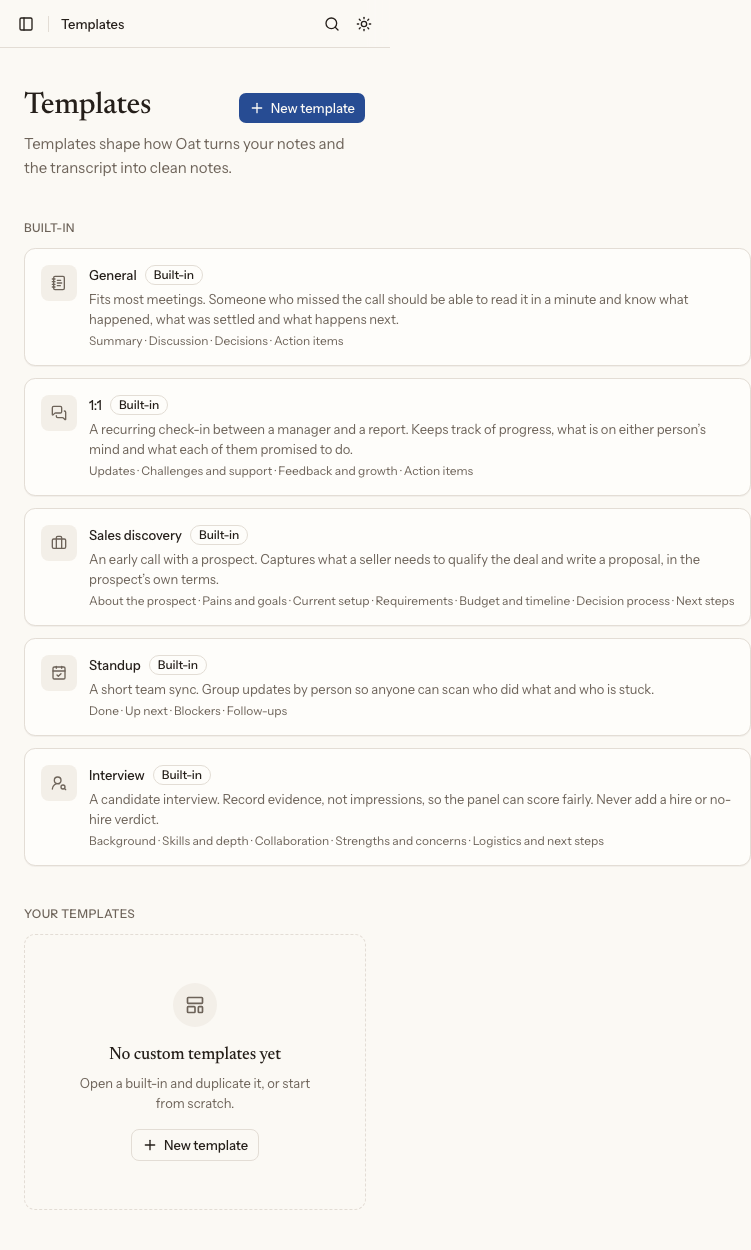 Templates
Templates
New template
Templates shape how Oat turns your notes and
the transcript into clean notes.
BUILT-IN
General Built-in
Fits most meetings. Someone who missed the call should be able to read it in a minute and know what
happened, what was settled and what happens next.
Summary · Discussion · Decisions · Action items
1:1 Built-in
A recurring check-in between a manager and a report. Keeps track of progress, what is on either person’s
mind and what each of them promised to do.
Updates · Challenges and support · Feedback and growth · Action items
Sales discovery Built-in
An early call with a prospect. Captures what a seller needs to qualify the deal and write a proposal, in the
prospect’s own terms.
About the prospect · Pains and goals · Current setup · Requirements · Budget and timeline · Decision process · Next steps
Standup Built-in
A short team sync. Group updates by person so anyone can scan who did what and who is stuck.
Done · Up next · Blockers · Follow-ups
Interview Built-in
A candidate interview. Record evidence, not impressions, so the panel can score fairly. Never add a hire or no-
hire verdict.
Background · Skills and depth · Collaboration · Strengths and concerns · Logistics and next steps
YOUR TEMPLATES
No custom templates yet
Open a built-in and duplicate it, or start
from scratch.
New template